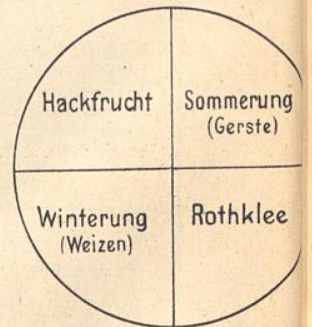 Hackfrucht
Sommerung
(Gerste)
Winterung
(Weizen)
Rothklee